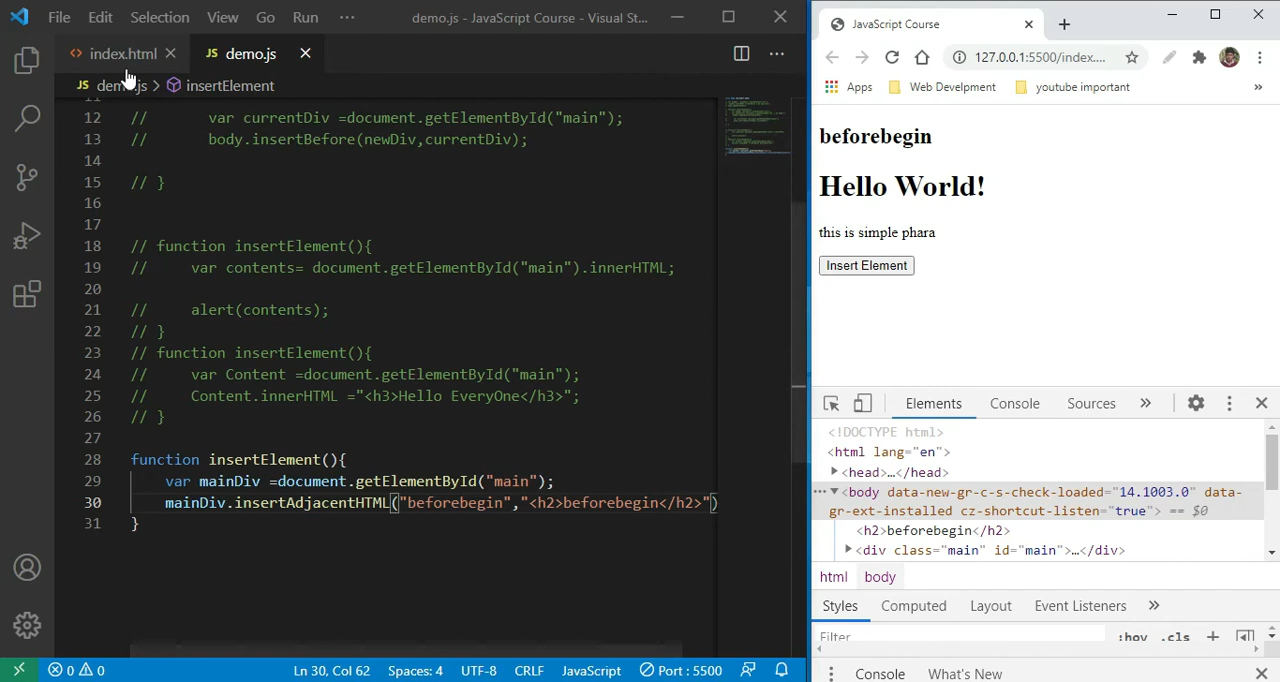 File Edit Selection View Go Run ··· demo.js - JavaScript Course - Visual St...
index.html
JS demo.js
JS demo.js > insertElement
11
12 // var currentDiv =document.getElementById("main");
13 // body.insertBefore(newDiv,currentDiv);
14
15 // }
16
17
18 // function insertElement(){
19 // var contents= document.getElementById("main").innerHTML;
20
21 // alert(contents);
22 // }
23 // function insertElement(){
24 // var Content =document.getElementById("main");
25 // Content.innerHTML ="<h3>Hello EveryOne</h3>";
26 // }
27
28 function insertElement(){
29 var mainDiv =document.getElementById("main");
30 mainDiv.insertAdjacentHTML("beforebegin","<h2>beforebegin</h2>")
31 }
0 0 Ln 30, Col 62 Spaces: 4 UTF-8 CRLF JavaScript Port : 5500
JavaScript Course
127.0.0.1:5500/index....
Apps Web Develpment youtube important »
beforebegin
Hello World!
this is simple phara
Insert Element
Elements Console Sources »
<!DOCTYPE html>
<html lang="en">
<head>…</head>
<body data-new-gr-c-s-check-loaded="14.1003.0" data-
gr-ext-installed cz-shortcut-listen="true"> == $0
<h2>beforebegin</h2>
<div class="main" id="main">…</div>
html body
Styles Computed Layout Event Listeners »
Filter :hov .cls +
Console What's New